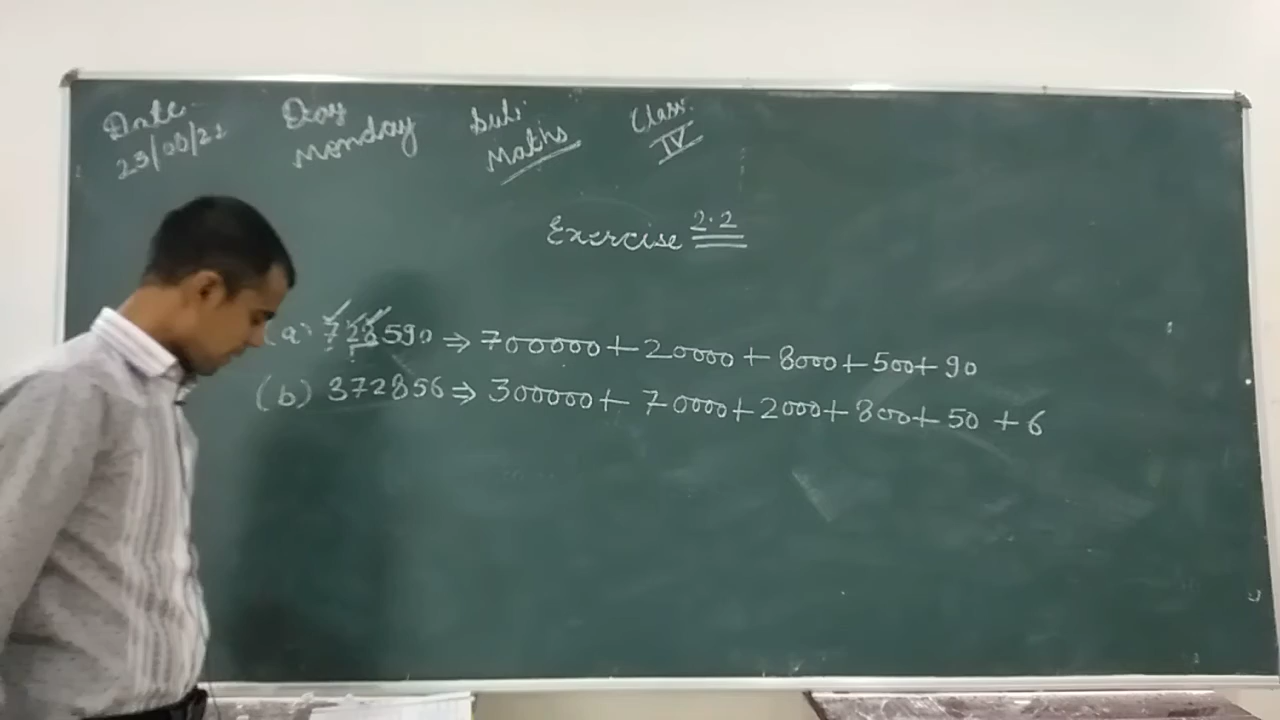 Date Day Sub: Class:
23/08/21 Monday Maths IV
Exercise 2.2
(a) 728590 ⇒ 700000 + 20000 + 8000 + 500 + 90
(b) 372856 ⇒ 300000 + 70000 + 2000 + 800 + 50 + 6